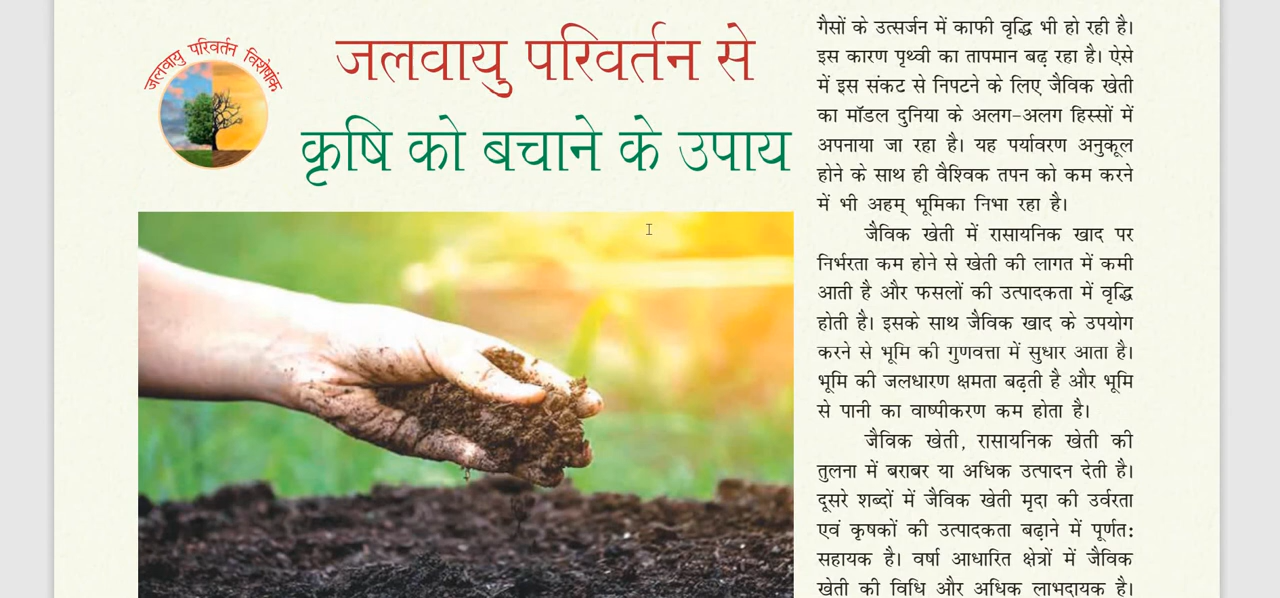 जलवायु परिवर्तन विशेषांक
जलवायु परिवर्तन से
कृषि को बचाने के उपाय
गैसों के उत्सर्जन में काफी वृद्धि भी हो रही है।
इस कारण पृथ्वी का तापमान बढ़ रहा है। ऐसे
में इस संकट से निपटने के लिए जैविक खेती
का मॉडल दुनिया के अलग-अलग हिस्सों में
अपनाया जा रहा है। यह पर्यावरण अनुकूल
होने के साथ ही वैश्विक तपन को कम करने
में भी अहम् भूमिका निभा रहा है।
जैविक खेती में रासायनिक खाद पर
निर्भरता कम होने से खेती की लागत में कमी
आती है और फसलों की उत्पादकता में वृद्धि
होती है। इसके साथ जैविक खाद के उपयोग
करने से भूमि की गुणवत्ता में सुधार आता है।
भूमि की जलधारण क्षमता बढ़ती है और भूमि
से पानी का वाष्पीकरण कम होता है।
जैविक खेती, रासायनिक खेती की
तुलना में बराबर या अधिक उत्पादन देती है।
दूसरे शब्दों में जैविक खेती मृदा की उर्वरता
एवं कृषकों की उत्पादकता बढ़ाने में पूर्णत:
सहायक है। वर्षा आधारित क्षेत्रों में जैविक
खेती की विधि और अधिक लाभदायक है।